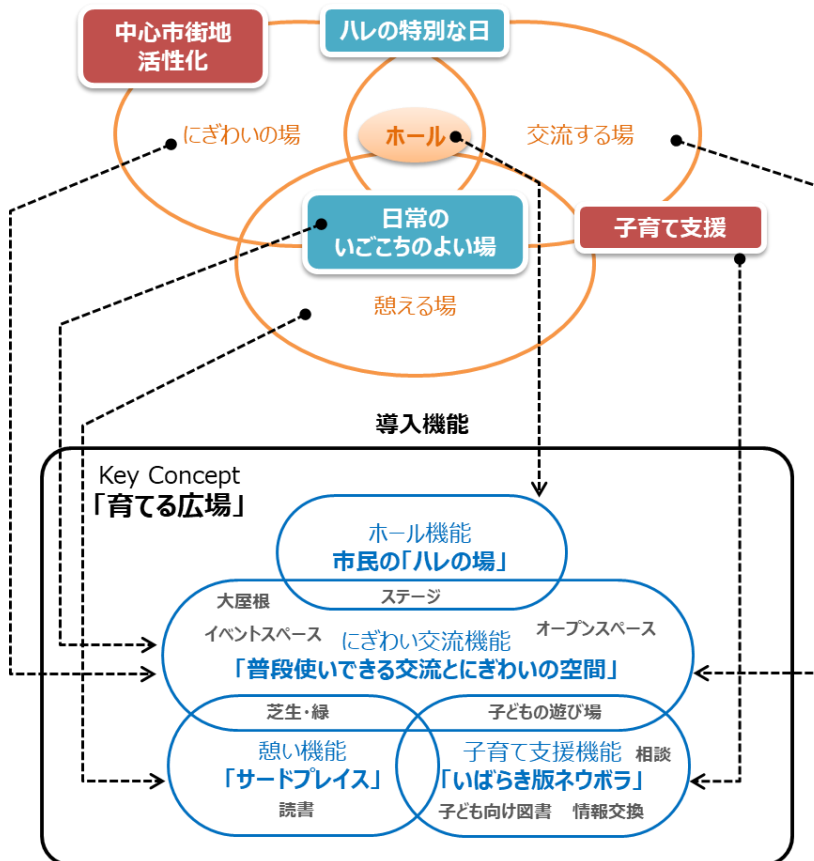 中心市街地
活性化
ハレの特別な日
にぎわいの場
ホール
交流する場
日常の
いごこちのよい場
子育て支援
憩える場
導入機能
Key Concept
「育てる広場」
ホール機能
市民の「ハレの場」
大屋根
ステージ
イベントスペース
にぎわい交流機能
オープンスペース
「普段使いできる交流とにぎわいの空間」
芝生・緑
子どもの遊び場
憩い機能
「サードプレイス」
読書
子育て支援機能
相談
「いばらき版ネウボラ」
子ども向け図書
情報交換